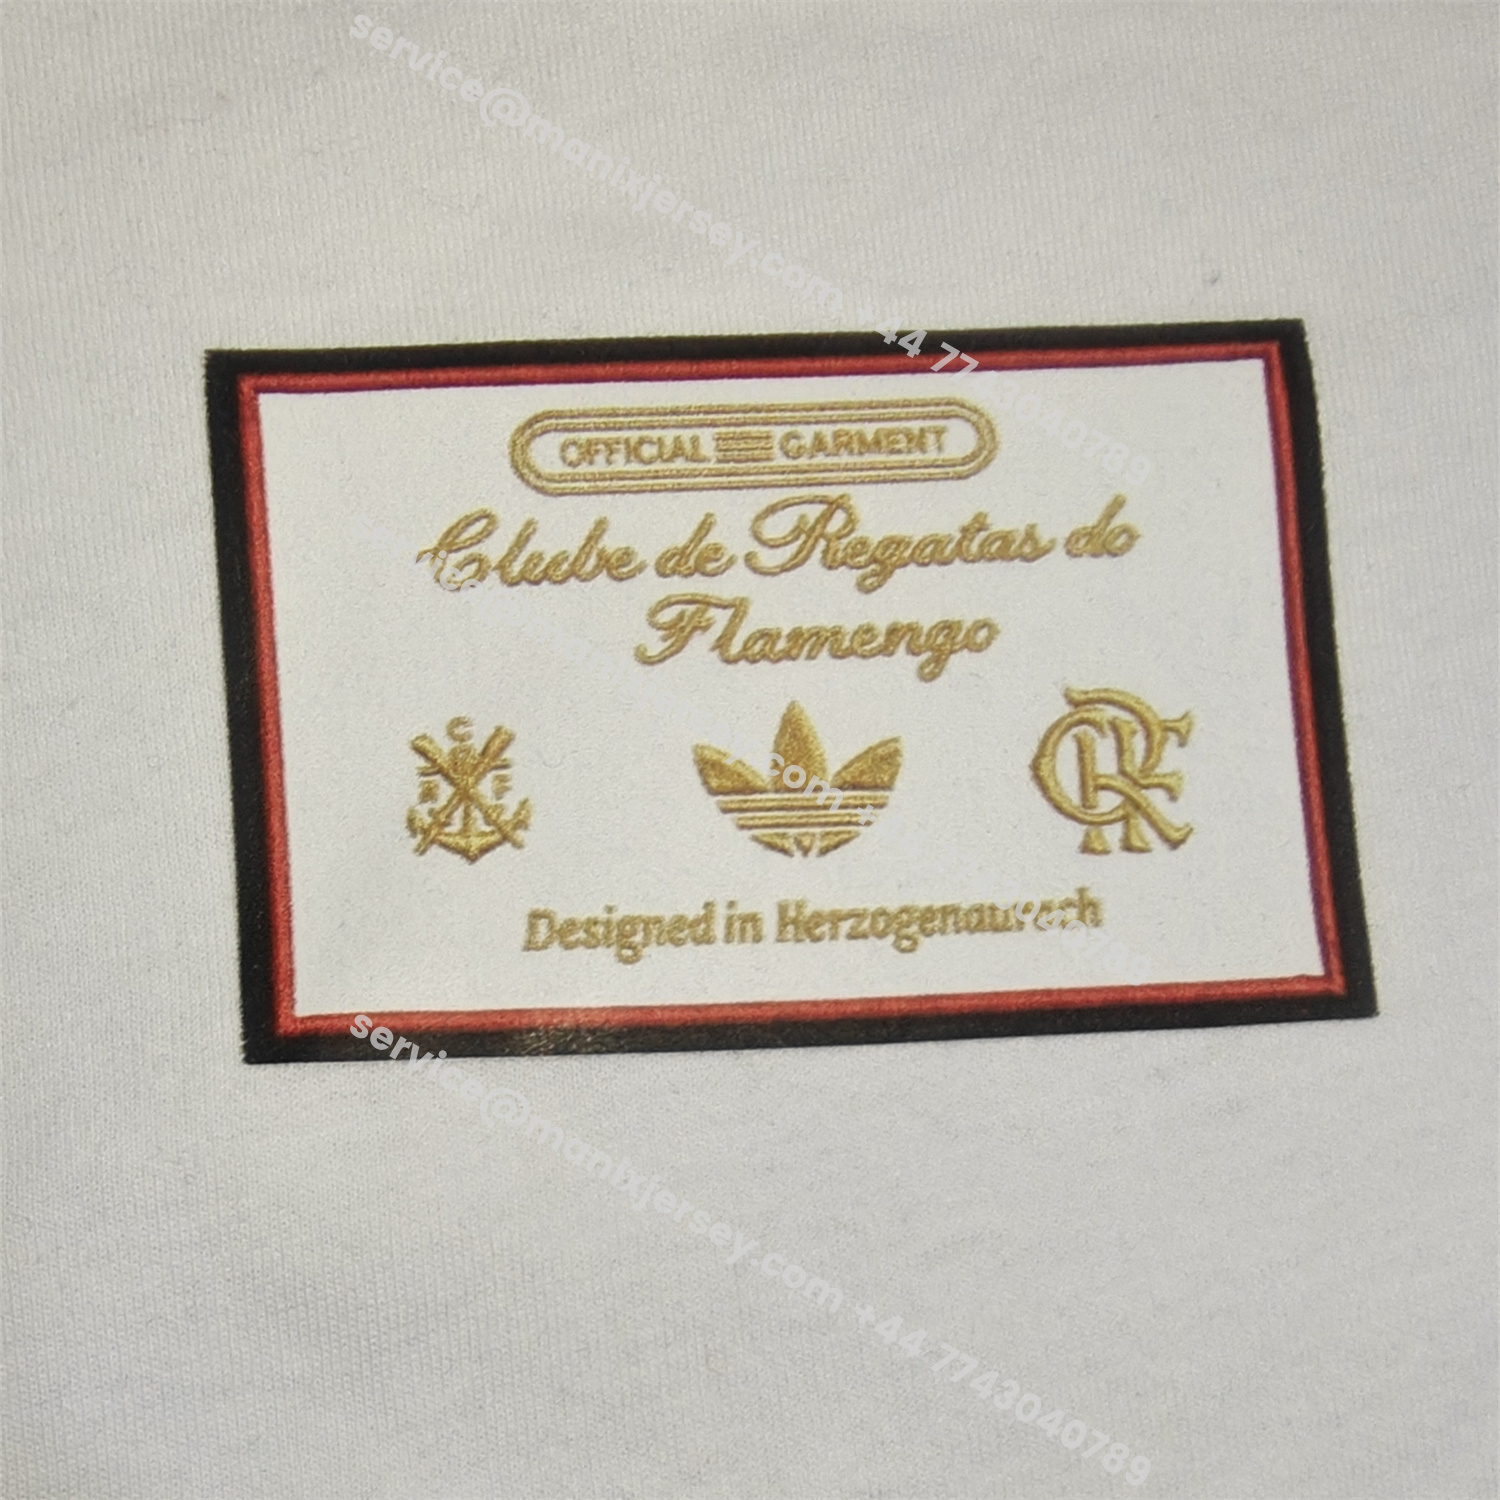 service@manixjersey.com +44 7743040789
OFFICIAL GARMENT
Clube de Regatas do
Flamengo
C
R F
CRF
Designed in Herzogenaurach
service@manixjersey.com +44 7743040789